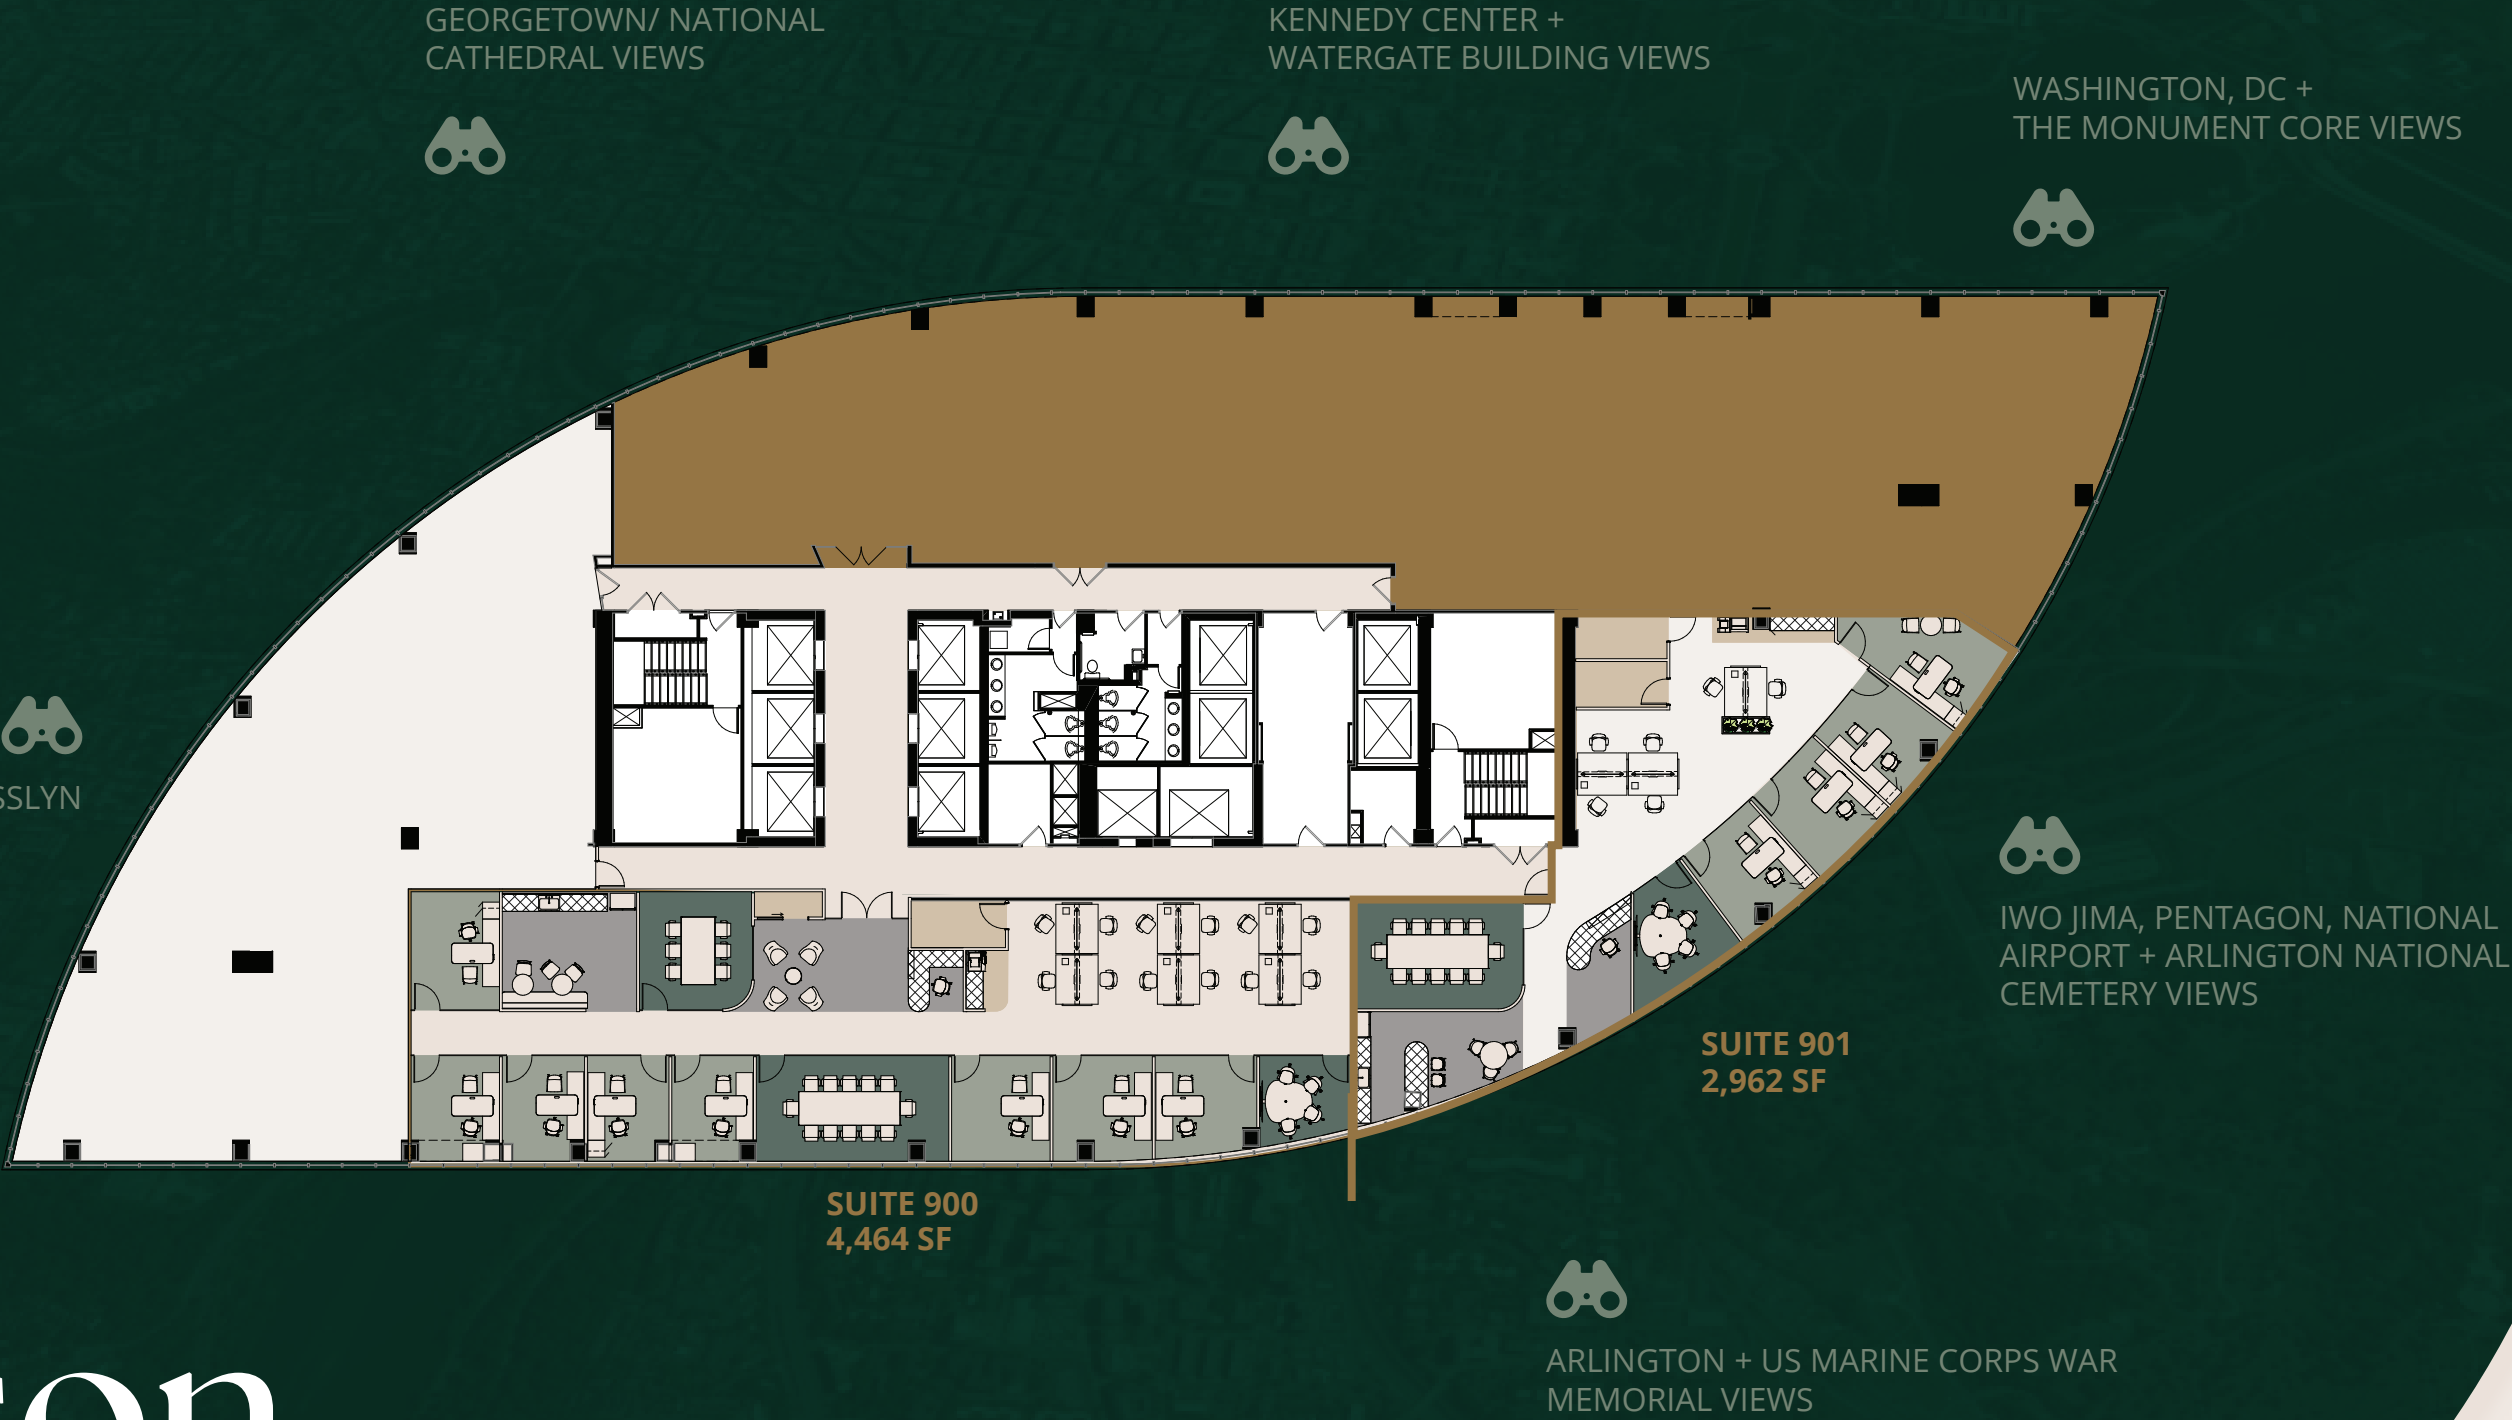 GEORGETOWN/ NATIONAL
CATHEDRAL VIEWS
KENNEDY CENTER +
WATERGATE BUILDING VIEWS
WASHINGTON, DC +
THE MONUMENT CORE VIEWS
SSLYN
IWO JIMA, PENTAGON, NATIONAL
AIRPORT + ARLINGTON NATIONAL
CEMETERY VIEWS
SUITE 901
2,962 SF
SUITE 900
4,464 SF
ARLINGTON + US MARINE CORPS WAR
MEMORIAL VIEWS
son